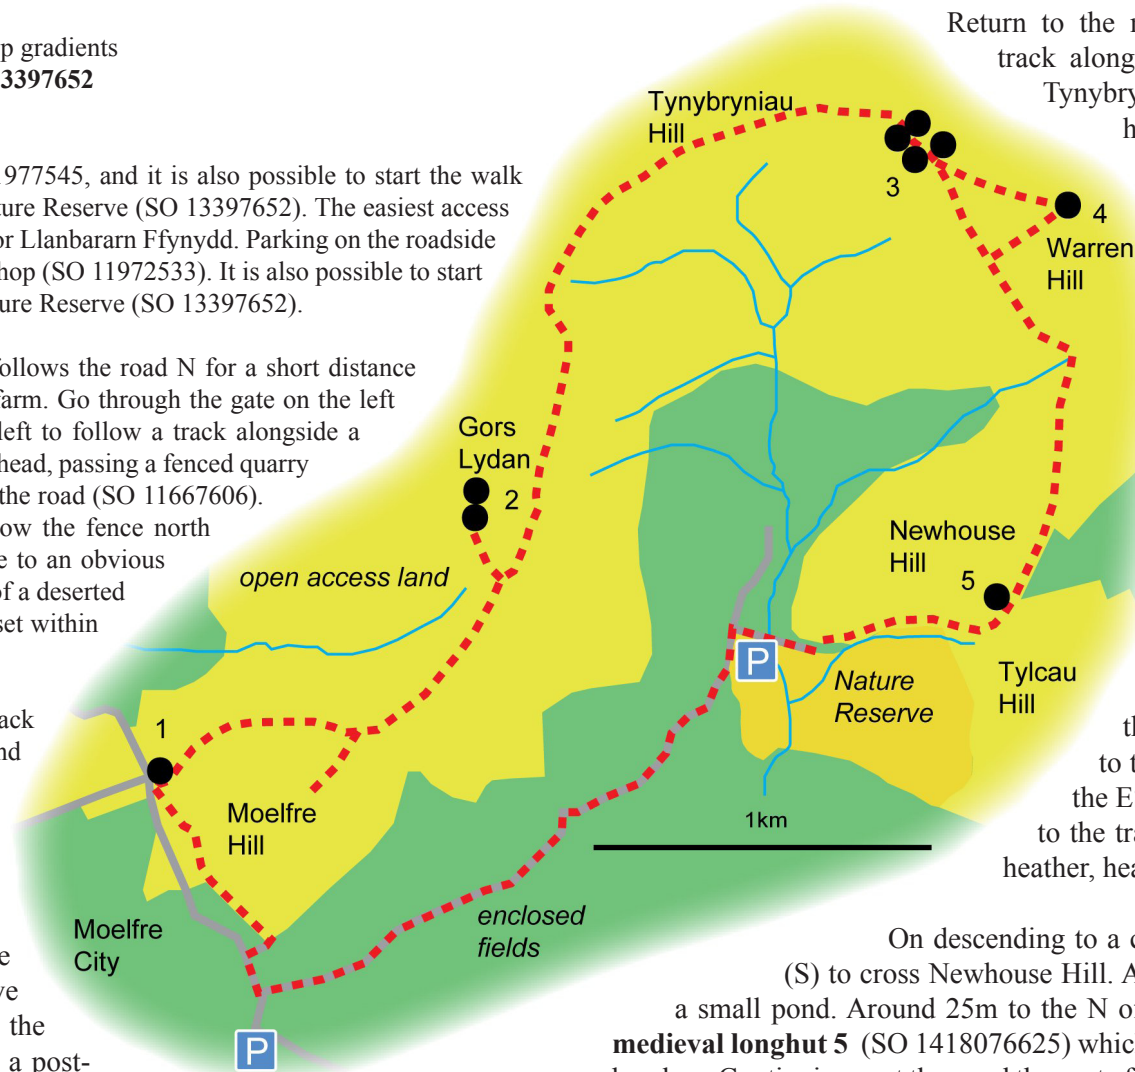 p gradients
3397652
1977545, and it is also possible to start the walk
ture Reserve (SO 13397652). The easiest access
or Llanbararn Ffynydd. Parking on the roadside
hop (SO 11972533). It is also possible to start
ure Reserve (SO 13397652).
follows the road N for a short distance
farm. Go through the gate on the left
left to follow a track alongside a
head, passing a fenced quarry
the road (SO 11667606).
ow the fence north
e to an obvious
of a deserted
set within
ack
nd
e
ve
the
a post-
Tynybryniau
Hill
3
4
Warren
Hill
Gors
Lydan
2
open access land
Newhouse
Hill
5
P
Nature
Reserve
Tylcau
Hill
1
Moelfre
Hill
1km
Moelfre
City
enclosed
fields
P
Return to the r
track along
Tynybry
h
th
to t
the E
to the tra
heather, hea
On descending to a c
(S) to cross Newhouse Hill. A
a small pond. Around 25m to the N o
medieval longhut 5 (SO 1418076625) whic